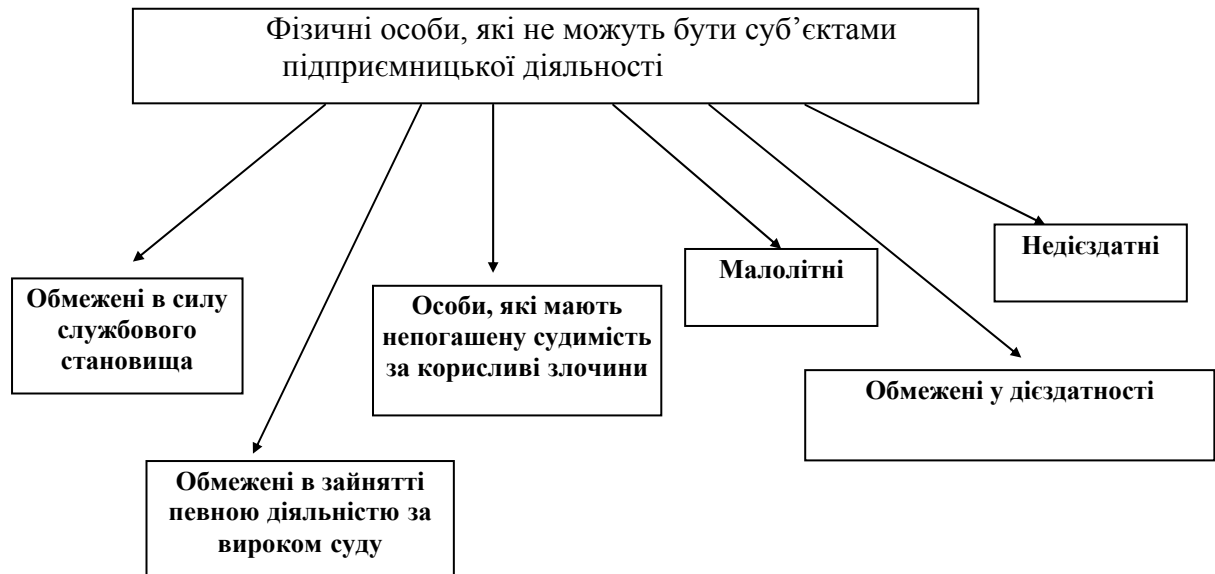 Фізичні особи, які не можуть бути суб’єктами
підприємницької діяльності
Обмежені в силу
службового
становища
Обмежені в зайнятті
певною діяльністю за
вироком суду
Особи, які мають
непогашену судимість
за корисливі злочини
Малолітні
Обмежені у дієздатності
Недієздатні